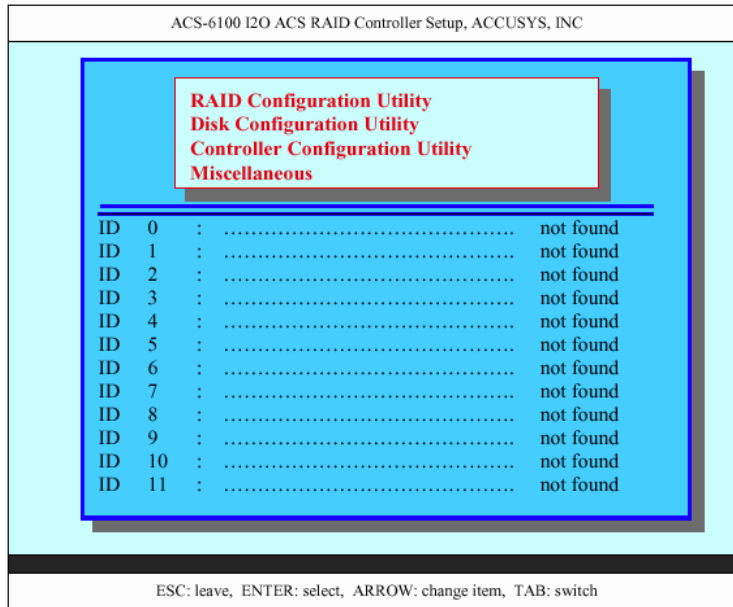 ACS-6100 I2O ACS RAID Controller Setup, ACCUSYS, INC
RAID Configuration Utility
Disk Configuration Utility
Controller Configuration Utility
Miscellaneous
ID 0 : ........................................... not found
ID 1 : ........................................... not found
ID 2 : ........................................... not found
ID 3 : ........................................... not found
ID 4 : ........................................... not found
ID 5 : ........................................... not found
ID 6 : ........................................... not found
ID 7 : ........................................... not found
ID 8 : ........................................... not found
ID 9 : ........................................... not found
ID 10 : ........................................... not found
ID 11 : ........................................... not found
ESC: leave, ENTER: select, ARROW: change item, TAB: switch